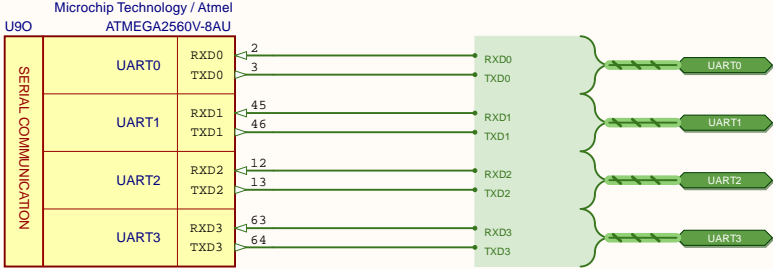 Microchip Technology / Atmel
U9O ATMEGA2560V-8AU
SERIAL COMMUNICATION
UART0 RXD0 2 RXD0 UART0
TXD0 3 TXD0
UART1 RXD1 45 RXD1 UART1
TXD1 46 TXD1
UART2 RXD2 12 RXD2 UART2
TXD2 13 TXD2
UART3 RXD3 63 RXD3 UART3
TXD3 64 TXD3